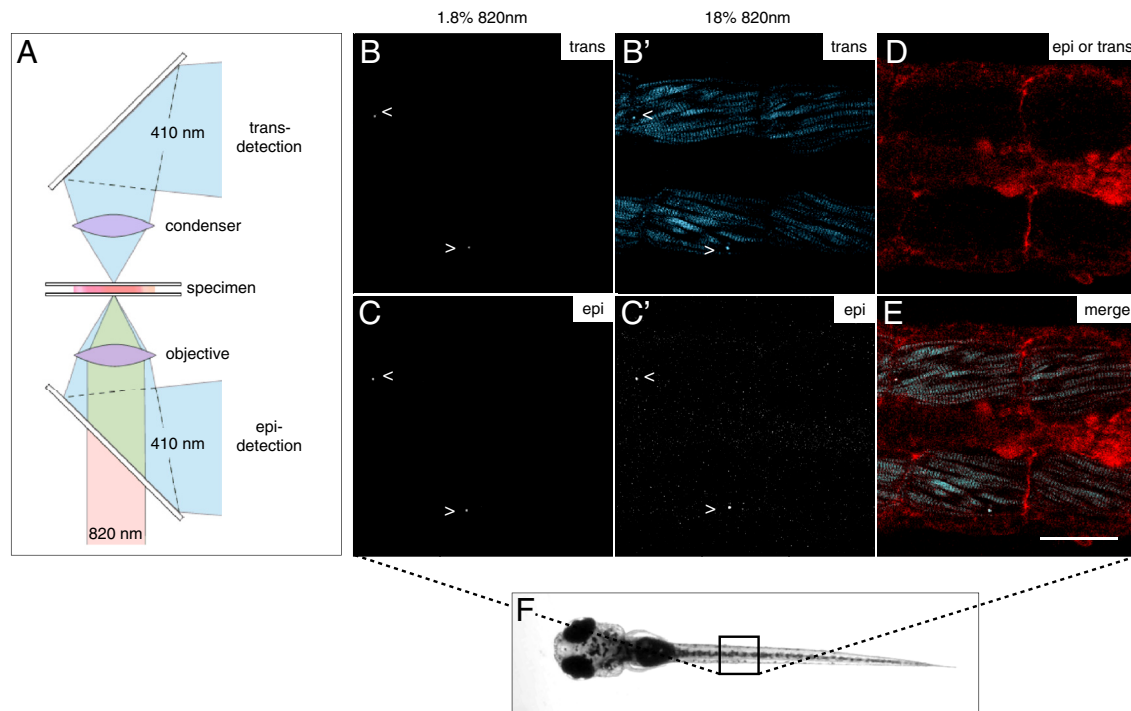 1.8% 820nm
18% 820nm
A
410 nm
trans-
detection
condenser
specimen
objective
410 nm
epi-
detection
820 nm
B
trans
<
>
B'
trans
<
>
D
epi or trans
C
epi
<
>
C'
epi
<
>
E
merge
F